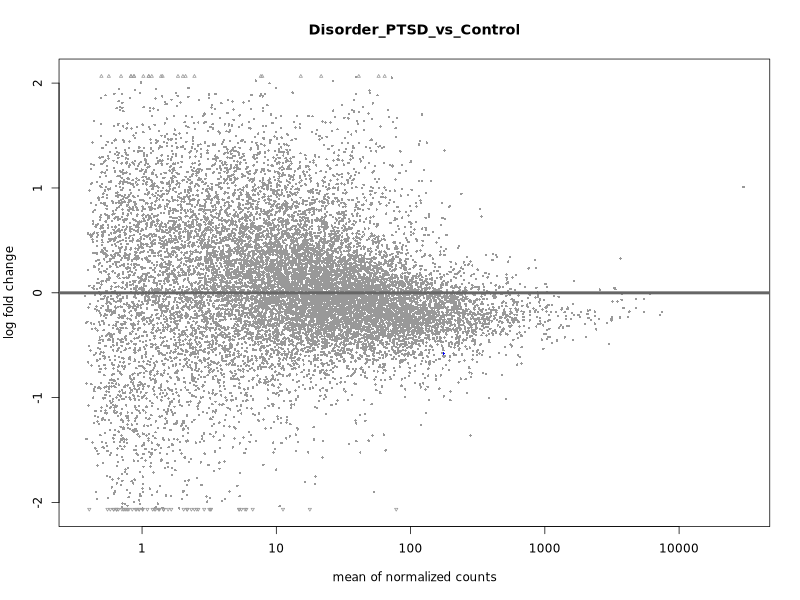 Disorder_PTSD_vs_Control
log fold change
2
1
0
-1
-2
1 10 100 1000 10000
mean of normalized counts